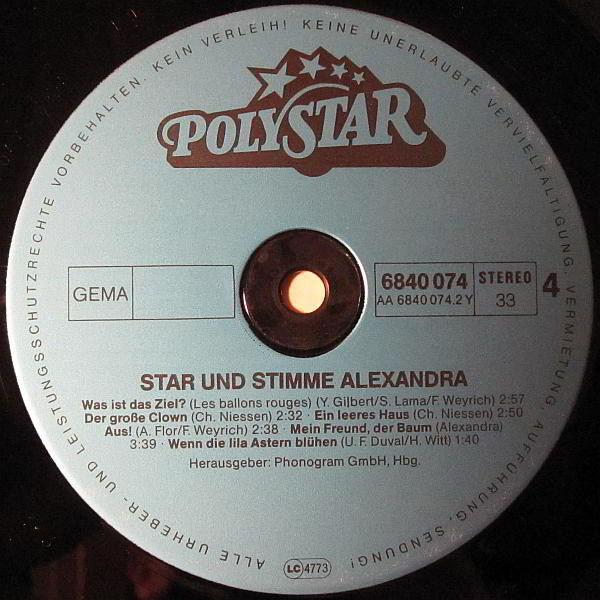 ALLE URHEBER- UND LEISTUNGSSCHUTZRECHTE VORBEHALTEN. KEIN VERLEIH! KEINE UNERLAUBTE VERVIELFÄLTIGUNG, VERMIETUNG, AUFFÜHRUNG, SENDUNG!
POLYSTAR
GEMA
6840 074
AA 6840 074.2 Y
STEREO
33
4
STAR UND STIMME ALEXANDRA
Was ist das Ziel? (Les ballons rouges) (Y. Gilbert/S. Lama/F. Weyrich) 2:57
Der große Clown (Ch. Niessen) 2:32 · Ein leeres Haus (Ch. Niessen) 2:50
Aus! (A. Flor/F. Weyrich) 2:38 · Mein Freund, der Baum (Alexandra)
3:39 · Wenn die lila Astern blühen (U. F. Duval/H. Witt) 1:40
Herausgeber: Phonogram GmbH, Hbg.
LC 4773